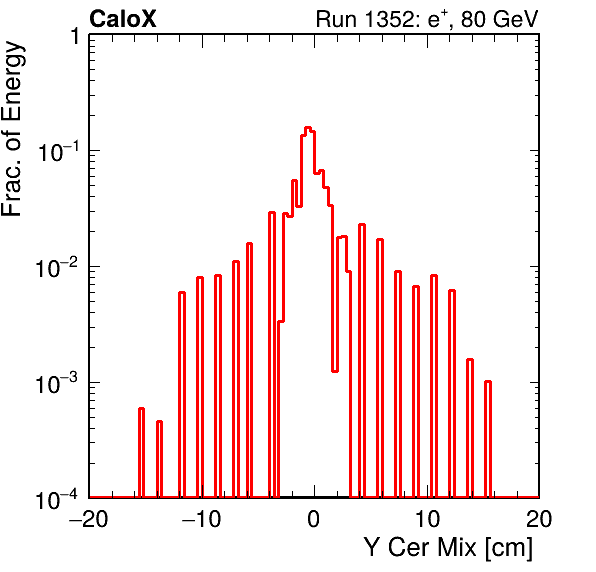 CaloX Run 1352: e⁺, 80 GeV
Frac. of Energy
1
10⁻¹
10⁻²
10⁻³
10⁻⁴
−20 −10 0 10 20
Y Cer Mix [cm]